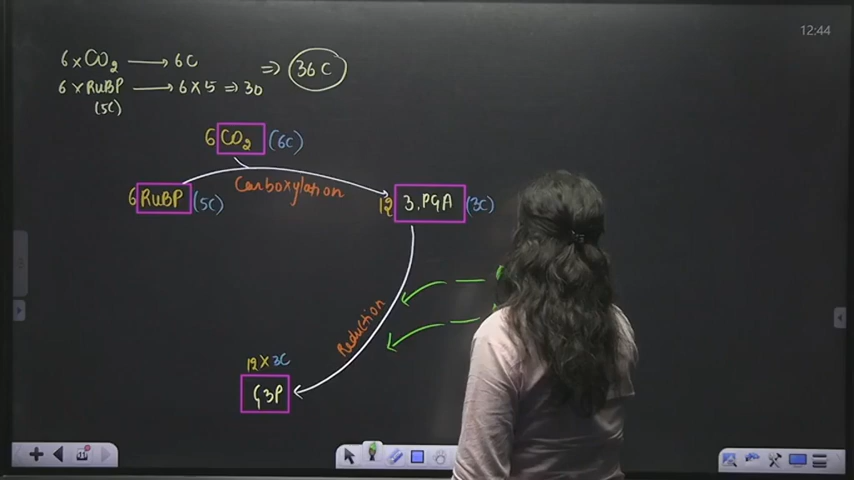 12:44
6 x CO2 → 6C
⇒ 36C
6 x RuBP → 6 x 5 ⇒ 30
(5C)
6 CO2 (6C)
Carboxylation
6 RuBP (5C)
12 3.PGA (3C)
Reduction
12 x 3C
G3P